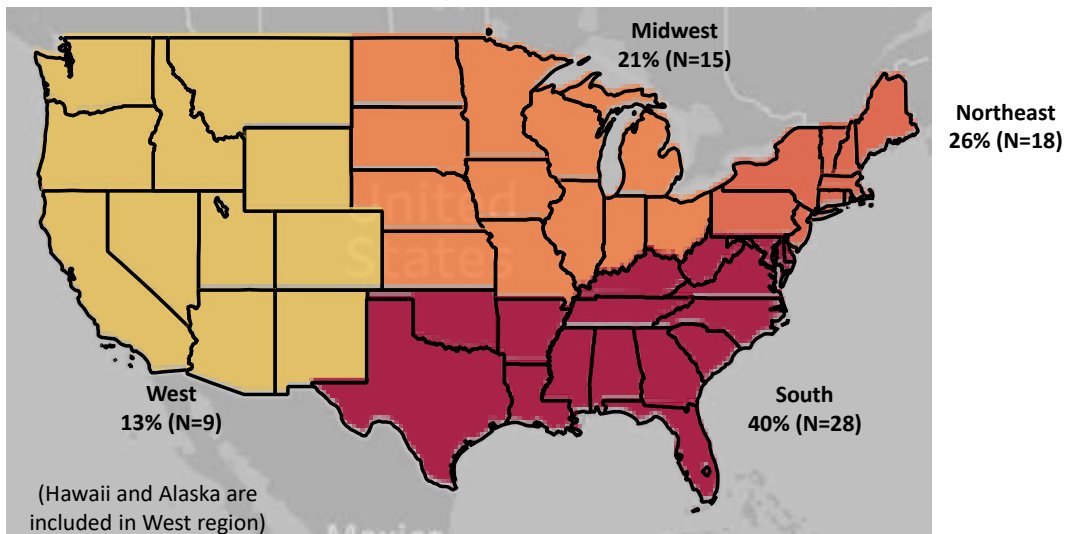 Midwest
21% (N=15)
Northeast
26% (N=18)
United
States
West
13% (N=9)
South
40% (N=28)
(Hawaii and Alaska are
included in West region)
Mexico